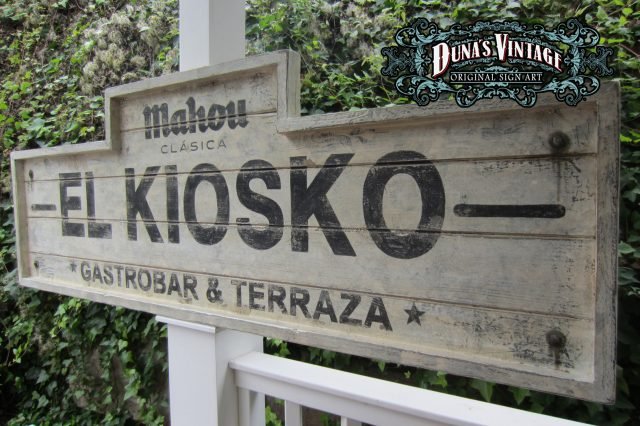 DUNA'S VINTAGE
ORIGINAL SIGN ART
Mahou
CLÁSICA
EL KIOSKO
★ GASTROBAR & TERRAZA ★